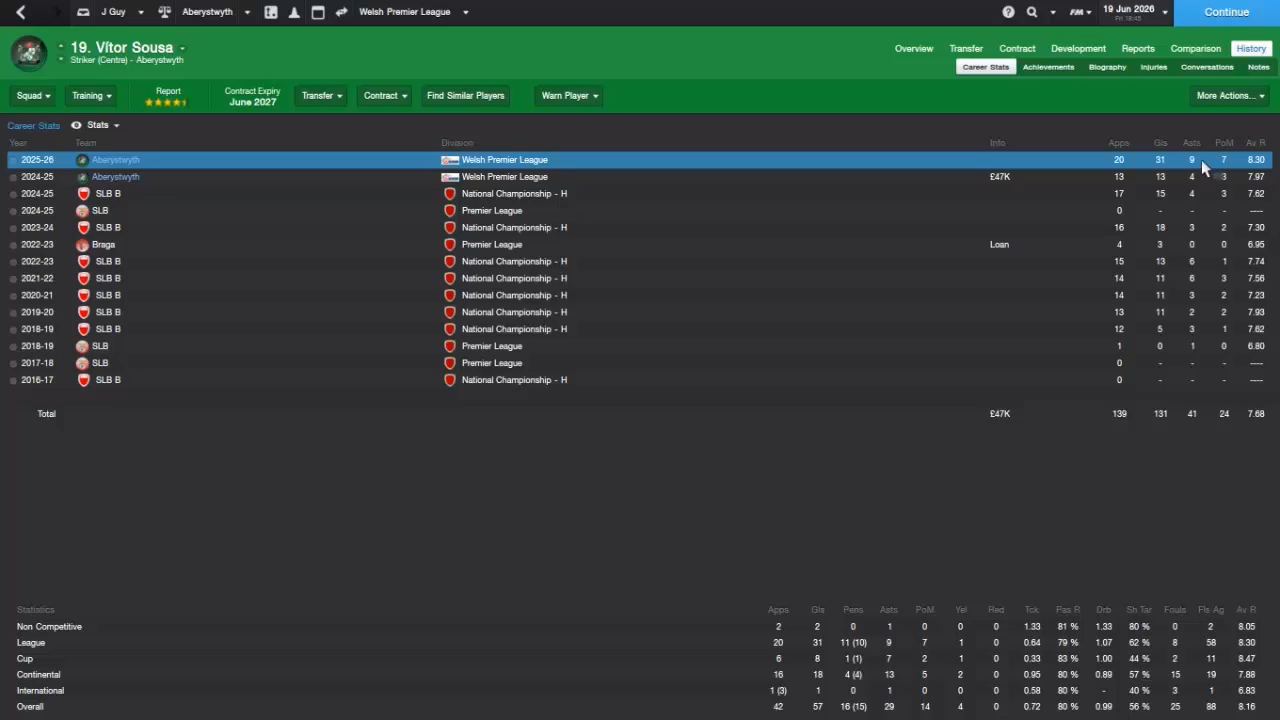 J Guy Aberystwyth Welsh Premier League 19 Jun 2026 Fri 18:45 Continue
19. Vítor Sousa
Striker (Centre) - Aberystwyth
Overview Transfer Contract Development Reports Comparison History
Career Stats Achievements Biography Injuries Conversations Notes
Squad Training Report Contract Expiry June 2027 Transfer Contract Find Similar Players Warn Player More Actions...
Career Stats Stats
Year Team Division Info Apps Gls Asts PoM Av R
2025-26 Aberystwyth Welsh Premier League 20 31 9 7 8.30
2024-25 Aberystwyth Welsh Premier League £47K 13 13 4 3 7.97
2024-25 SLB B National Championship - H 17 15 4 3 7.62
2024-25 SLB Premier League 0 - - - ----
2023-24 SLB B National Championship - H 16 18 3 2 7.30
2022-23 Braga Premier League Loan 4 3 0 0 6.95
2022-23 SLB B National Championship - H 15 13 6 1 7.74
2021-22 SLB B National Championship - H 14 11 6 3 7.56
2020-21 SLB B National Championship - H 14 11 3 2 7.23
2019-20 SLB B National Championship - H 13 11 2 2 7.93
2018-19 SLB B National Championship - H 12 5 3 1 7.62
2018-19 SLB Premier League 1 0 1 0 6.80
2017-18 SLB Premier League 0 - - - ----
2016-17 SLB B National Championship - H 0 - - - ----
Total £47K 139 131 41 24 7.68
Statistics Apps Gls Pens Asts PoM Yel Red Tck Pas R Drb Sh Tar Fouls Fls Ag Av R
Non Competitive 2 2 0 1 0 0 0 1.33 81 % 1.33 80 % 0 2 8.05
League 20 31 11 (10) 9 7 1 0 0.64 79 % 1.07 62 % 8 58 8.30
Cup 6 8 1 (1) 7 2 1 0 0.33 83 % 1.00 44 % 2 11 8.47
Continental 16 18 4 (4) 13 5 2 0 0.95 80 % 0.89 57 % 15 19 7.88
International 1 (3) 1 0 1 0 0 0 0.58 80 % - 40 % 3 1 6.83
Overall 42 57 16 (15) 29 14 4 0 0.72 80 % 0.99 56 % 25 88 8.16